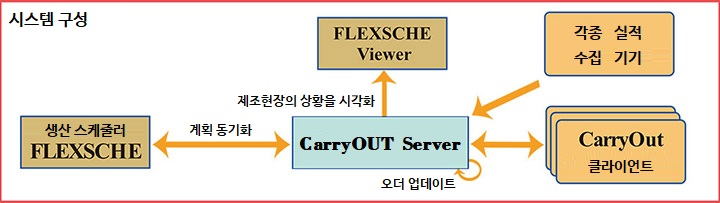 시스템 구성
FLEXSCHE
Viewer
각종 실적
수집 기기
제조현장의 상황을 시각화
생산 스케줄러
FLEXSCHE
계획 동기화
CarryOUT Server
CarryOut
클라이언트
오더 업데이트